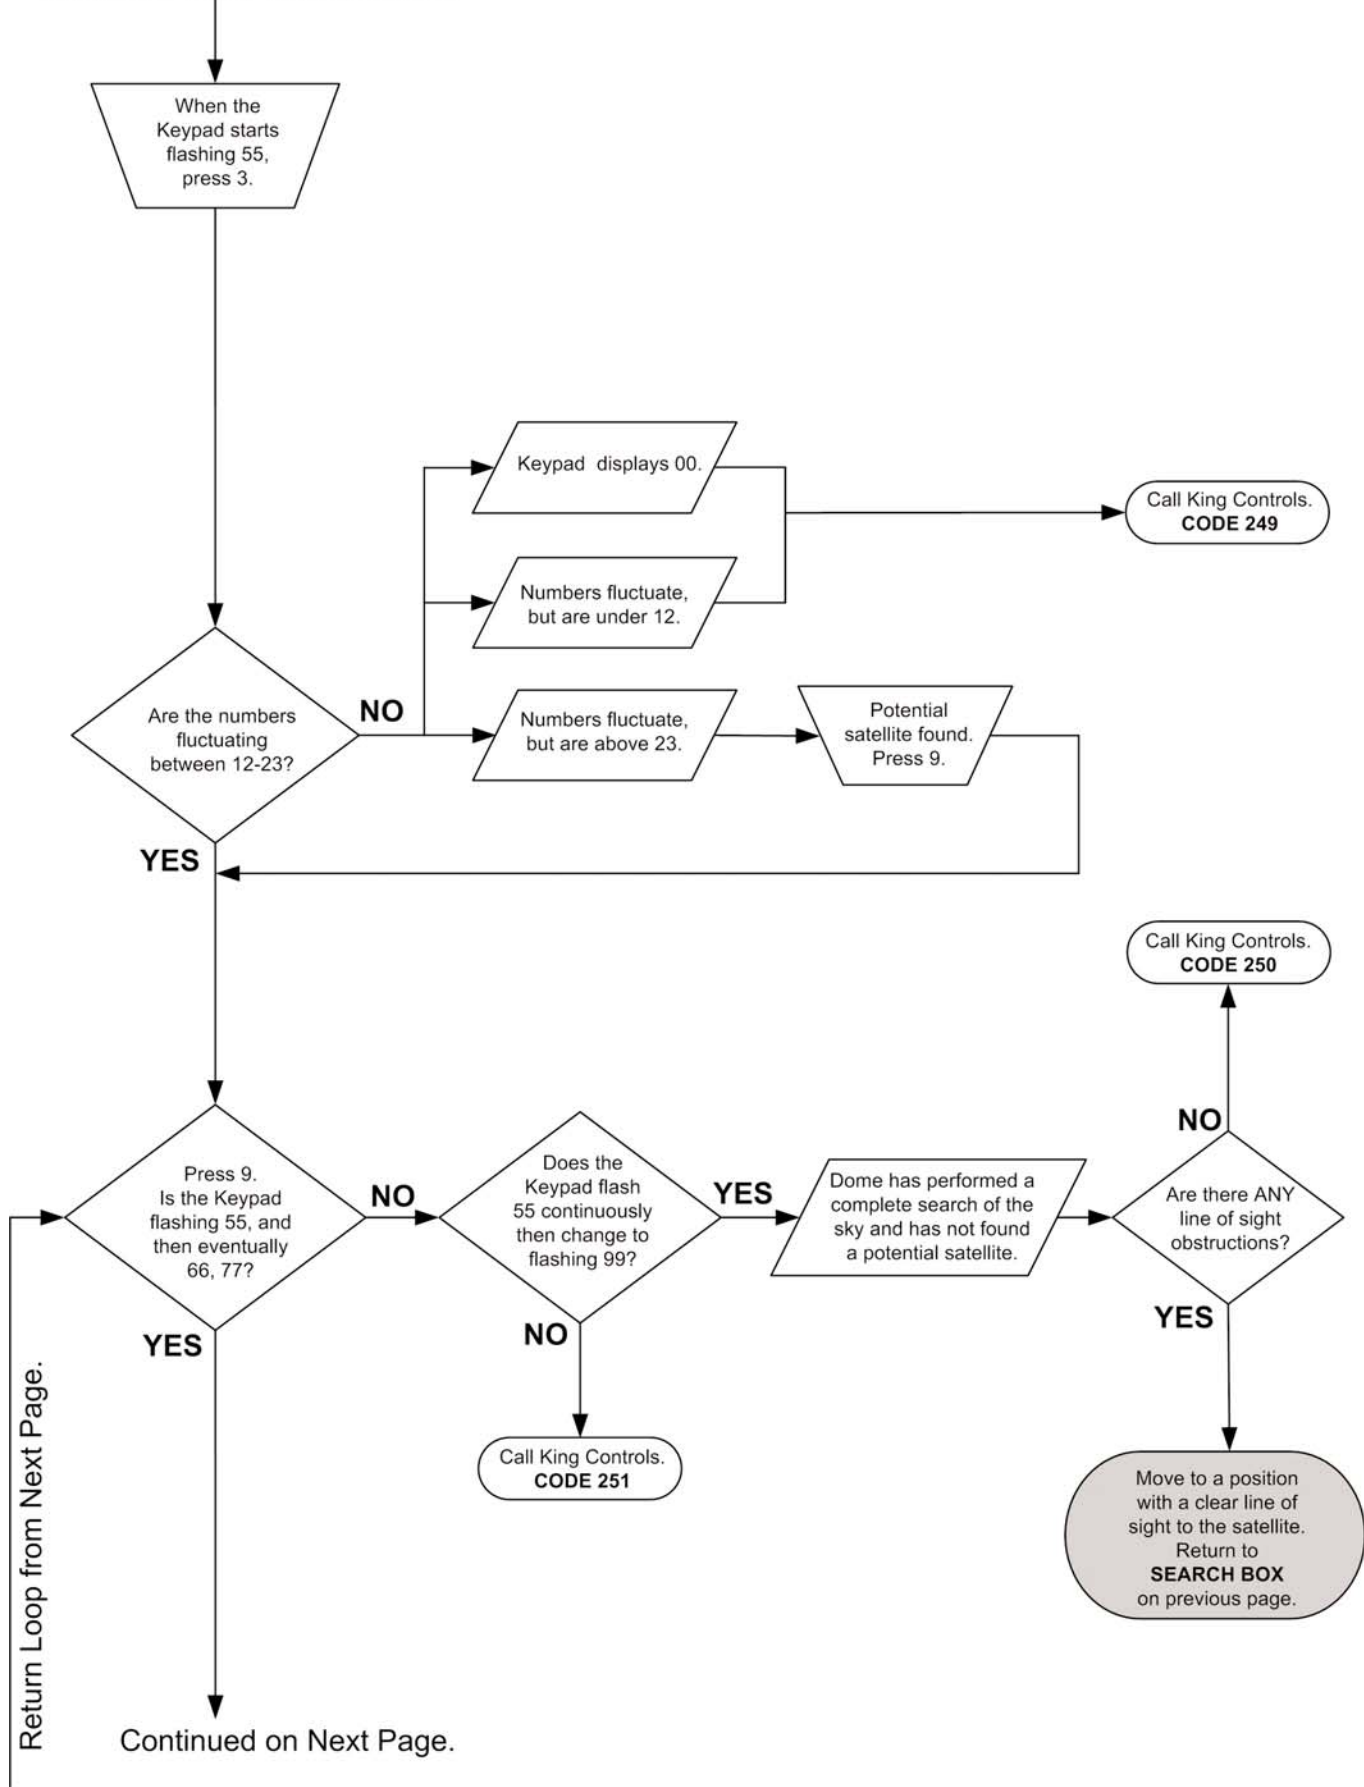 When the
Keypad starts
flashing 55,
press 3.
Keypad displays 00.
Call King Controls.
CODE 249
Numbers fluctuate,
but are under 12.
Are the numbers
fluctuating
between 12-23?
NO
Numbers fluctuate,
but are above 23.
Potential
satellite found.
Press 9.
YES
Call King Controls.
CODE 250
Press 9.
Is the Keypad
flashing 55, and
then eventually
66, 77?
NO
Does the
Keypad flash
55 continuously
then change to
flashing 99?
YES
Dome has performed a
complete search of the
sky and has not found
a potential satellite.
NO
Are there ANY
line of sight
obstructions?
YES
NO
YES
Call King Controls.
CODE 251
Move to a position
with a clear line of
sight to the satellite.
Return to
SEARCH BOX
on previous page.
Return Loop from Next Page.
Continued on Next Page.